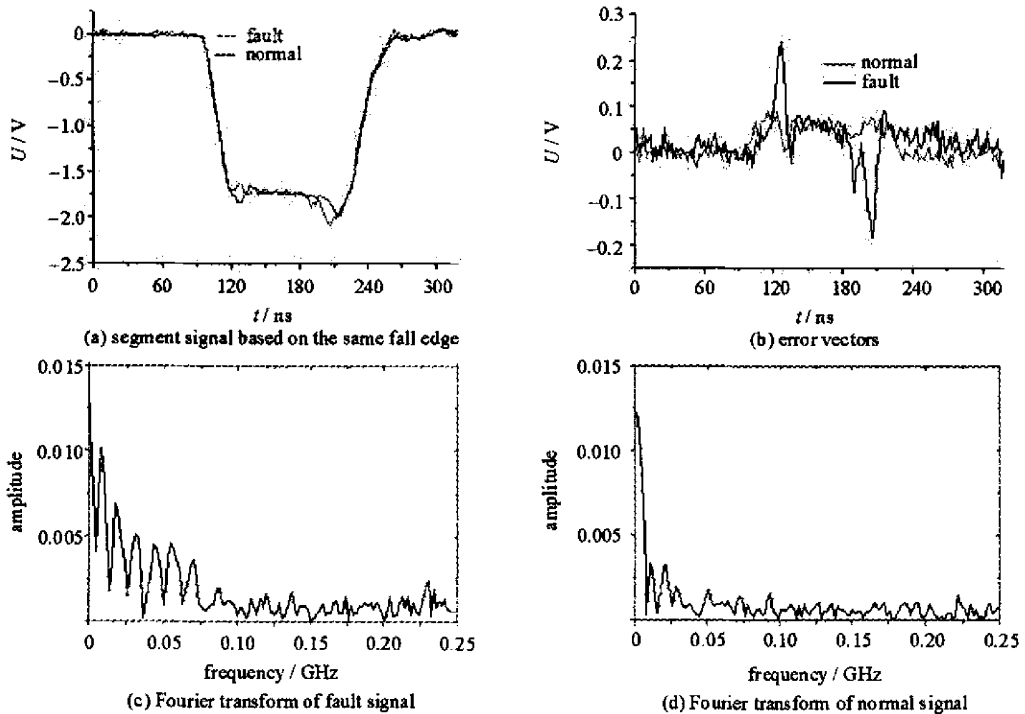 0
−0.5
−1.0
−1.5
−2.0
−2.5
U / V
fault
normal
0 60 120 180 240 300
t / ns
(a) segment signal based on the same fall edge
0.3
0.2
0.1
0
−0.1
−0.2
U / V
normal
fault
0 60 120 180 240 300
t / ns
(b) error vectors
0.015
0.010
0.005
amplitude
0 0.05 0.10 0.15 0.20 0.25
frequency / GHz
(c) Fourier transform of fault signal
0.015
0.010
0.005
amplitude
0 0.05 0.10 0.15 0.20 0.25
frequency / GHz
(d) Fourier transform of normal signal